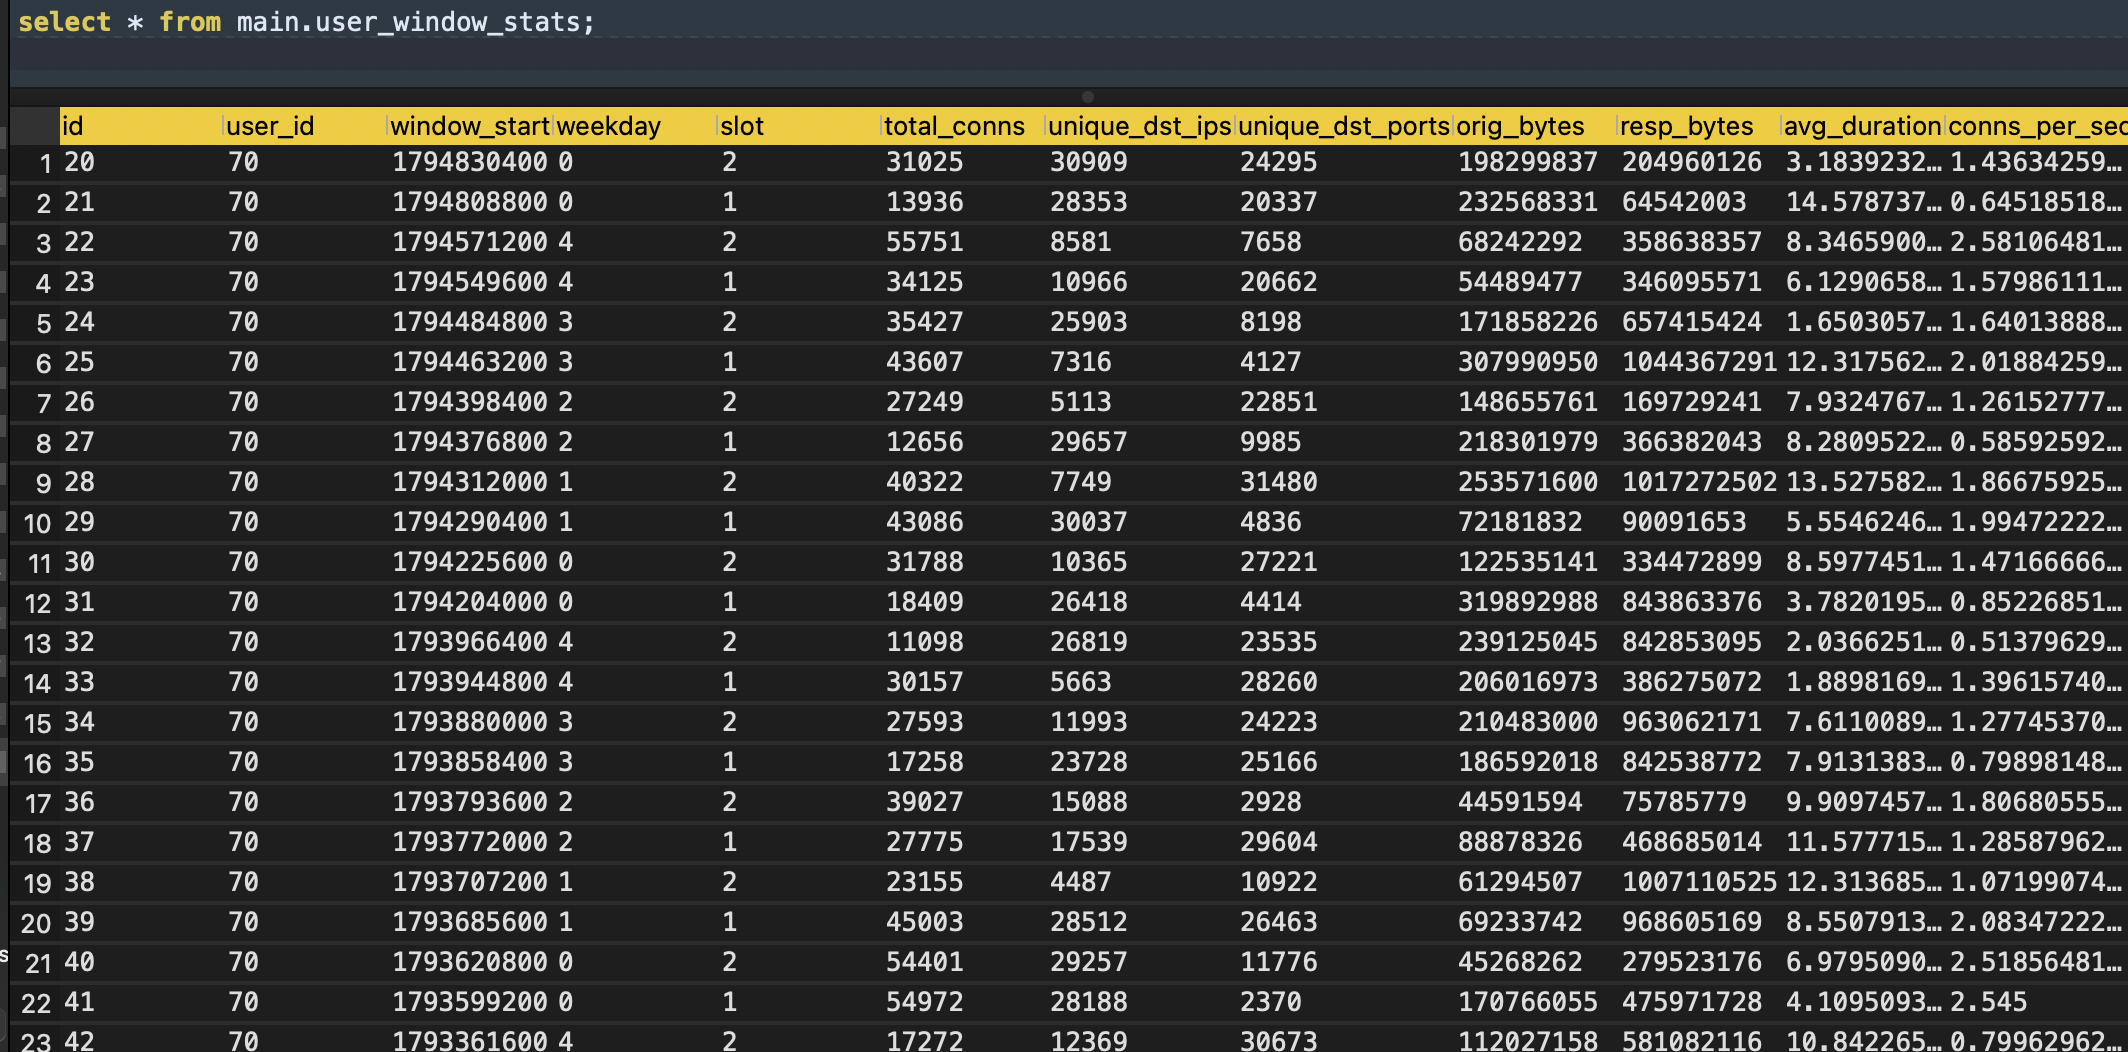 select * from main.user_window_stats;
id user_id window_start weekday slot total_conns unique_dst_ips unique_dst_ports orig_bytes resp_bytes avg_duration conns_per_sec
1 20 70 1794830400 0 2 31025 30909 24295 198299837 204960126 3.1839232… 1.43634259…
2 21 70 1794808800 0 1 13936 28353 20337 232568331 64542003 14.578737… 0.64518518…
3 22 70 1794571200 4 2 55751 8581 7658 68242292 358638357 8.3465900… 2.58106481…
4 23 70 1794549600 4 1 34125 10966 20662 54489477 346095571 6.1290658… 1.57986111…
5 24 70 1794484800 3 2 35427 25903 8198 171858226 657415424 1.6503057… 1.64013888…
6 25 70 1794463200 3 1 43607 7316 4127 307990950 1044367291 12.317562… 2.01884259…
7 26 70 1794398400 2 2 27249 5113 22851 148655761 169729241 7.9324767… 1.26152777…
8 27 70 1794376800 2 1 12656 29657 9985 218301979 366382043 8.2809522… 0.58592592…
9 28 70 1794312000 1 2 40322 7749 31480 253571600 1017272502 13.527582… 1.86675925…
10 29 70 1794290400 1 1 43086 30037 4836 72181832 90091653 5.5546246… 1.99472222…
11 30 70 1794225600 0 2 31788 10365 27221 122535141 334472899 8.5977451… 1.47166666…
12 31 70 1794204000 0 1 18409 26418 4414 319892988 843863376 3.7820195… 0.85226851…
13 32 70 1793966400 4 2 11098 26819 23535 239125045 842853095 2.0366251… 0.51379629…
14 33 70 1793944800 4 1 30157 5663 28260 206016973 386275072 1.8898169… 1.39615740…
15 34 70 1793880000 3 2 27593 11993 24223 210483000 963062171 7.6110089… 1.27745370…
16 35 70 1793858400 3 1 17258 23728 25166 186592018 842538772 7.9131383… 0.79898148…
17 36 70 1793793600 2 2 39027 15088 2928 44591594 75785779 9.9097457… 1.80680555…
18 37 70 1793772000 2 1 27775 17539 29604 88878326 468685014 11.577715… 1.28587962…
19 38 70 1793707200 1 2 23155 4487 10922 61294507 1007110525 12.313685… 1.07199074…
20 39 70 1793685600 1 1 45003 28512 26463 69233742 968605169 8.5507913… 2.08347222…
21 40 70 1793620800 0 2 54401 29257 11776 45268262 279523176 6.9795090… 2.51856481…
22 41 70 1793599200 0 1 54972 28188 2370 170766055 475971728 4.1095093… 2.545
23 42 70 1793361600 4 2 17272 12369 30673 112027158 581082116 10.842265… 0.79962962…